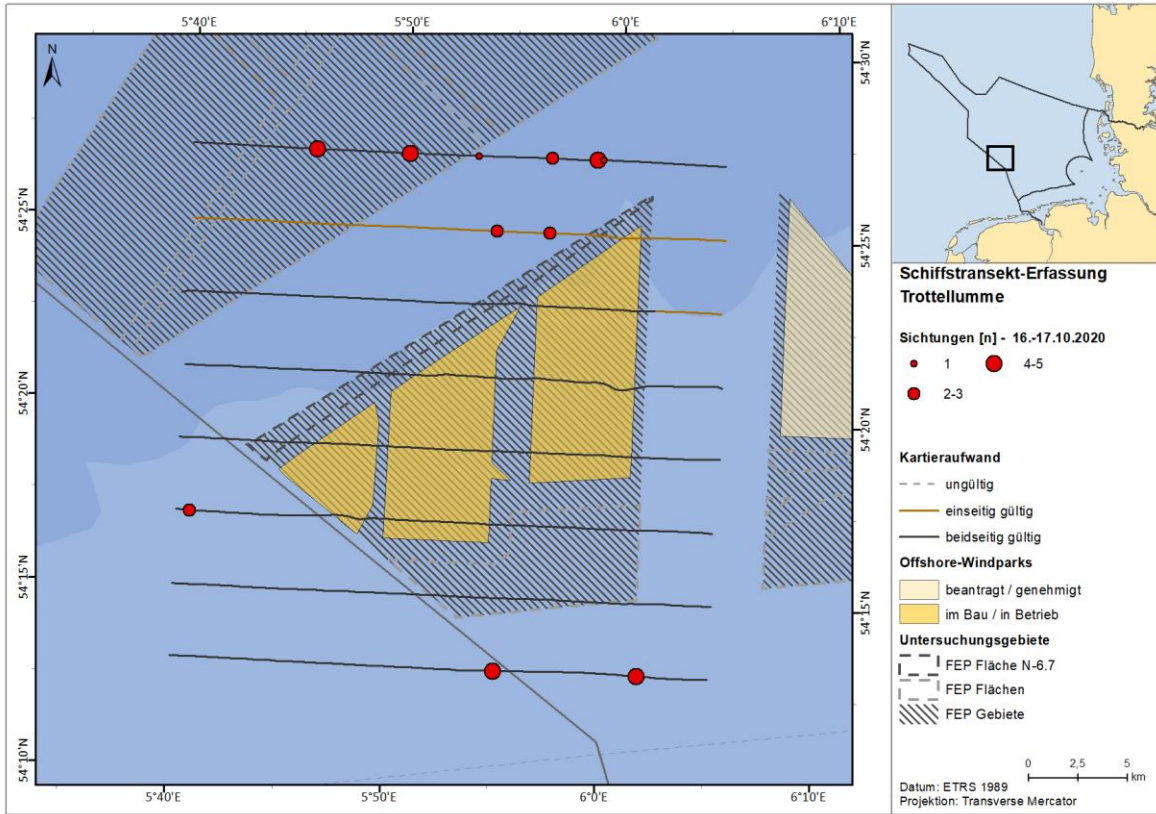 5°40'E 5°50'E 6°0'E 6°10'E
N
54°30'N
54°25'N
54°25'N
54°20'N
54°20'N
54°15'N
54°15'N
54°10'N
5°40'E 5°50'E 6°0'E 6°10'E
Schiffstransekt-Erfassung
Trottellumme
Sichtungen [n] - 16.-17.10.2020
1 4-5
2-3
Kartieraufwand
ungültig
einseitig gültig
beidseitig gültig
Offshore-Windparks
beantragt / genehmigt
im Bau / in Betrieb
Untersuchungsgebiete
FEP Fläche N-6.7
FEP Flächen
FEP Gebiete
0 2,5 5
km
Datum: ETRS 1989
Projektion: Transverse Mercator